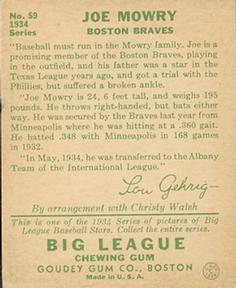 No. 59
1934
Series
JOE MOWRY
BOSTON BRAVES
"Baseball must run in the Mowry family. Joe is a
promising member of the Boston Braves, playing
in the outfield, and his father was a star in the
Texas League years ago, and got a trial with the
Phillies, but suffered a broken ankle.
"Joe Mowry is 24, 6 feet tall, and weighs 195
pounds. He throws right-handed, but bats either
way. He was secured by the Braves last year from
Minneapolis where he was hitting at a .360 gait.
He batted .348 with Minneapolis in 168 games
in 1932.
"In May, 1934, he was transferred to the Albany
Team of the International League."
Lou Gehrig
By arrangement with Christy Walsh
This is one of the 1934 Series of pictures of Big
League Baseball Stars. Collect the entire series.
BIG LEAGUE
CHEWING GUM
GOUDEY GUM CO., BOSTON
Made in U. S. A.